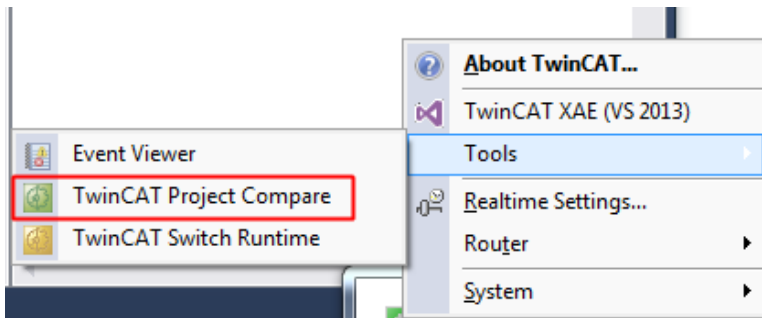 About TwinCAT...
TwinCAT XAE (VS 2013)
Tools
Event Viewer
TwinCAT Project Compare
TwinCAT Switch Runtime
Realtime Settings...
Router
System